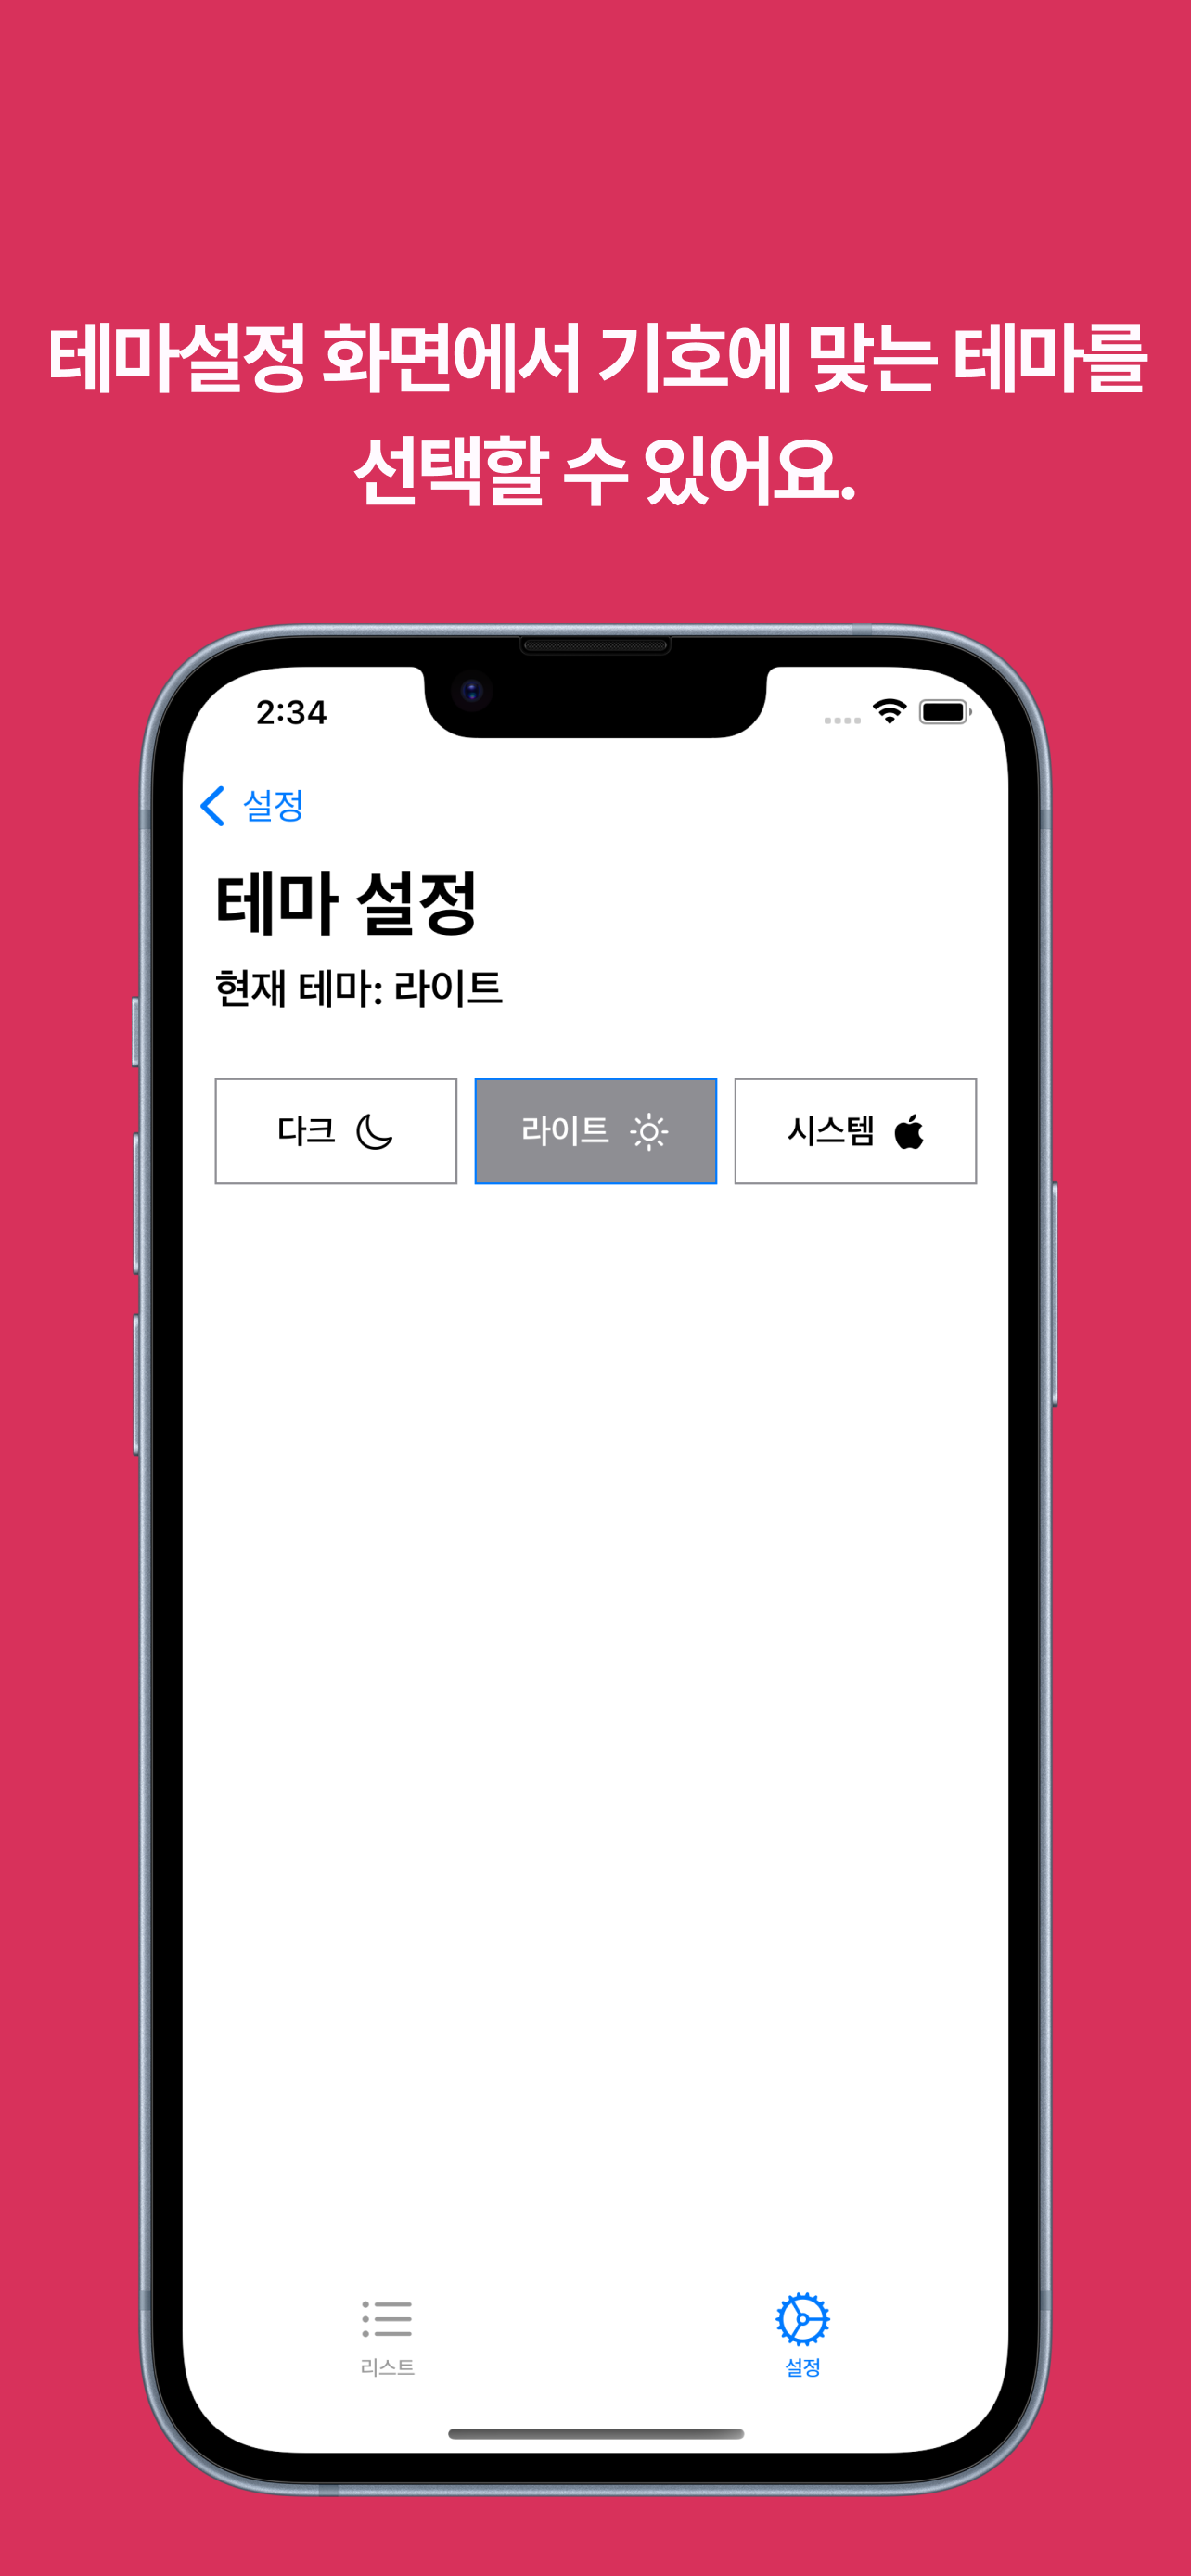 테마설정 화면에서 기호에 맞는 테마를
선택할 수 있어요.
2:34
설정
테마 설정
현재 테마: 라이트
다크
라이트
시스템
리스트
설정